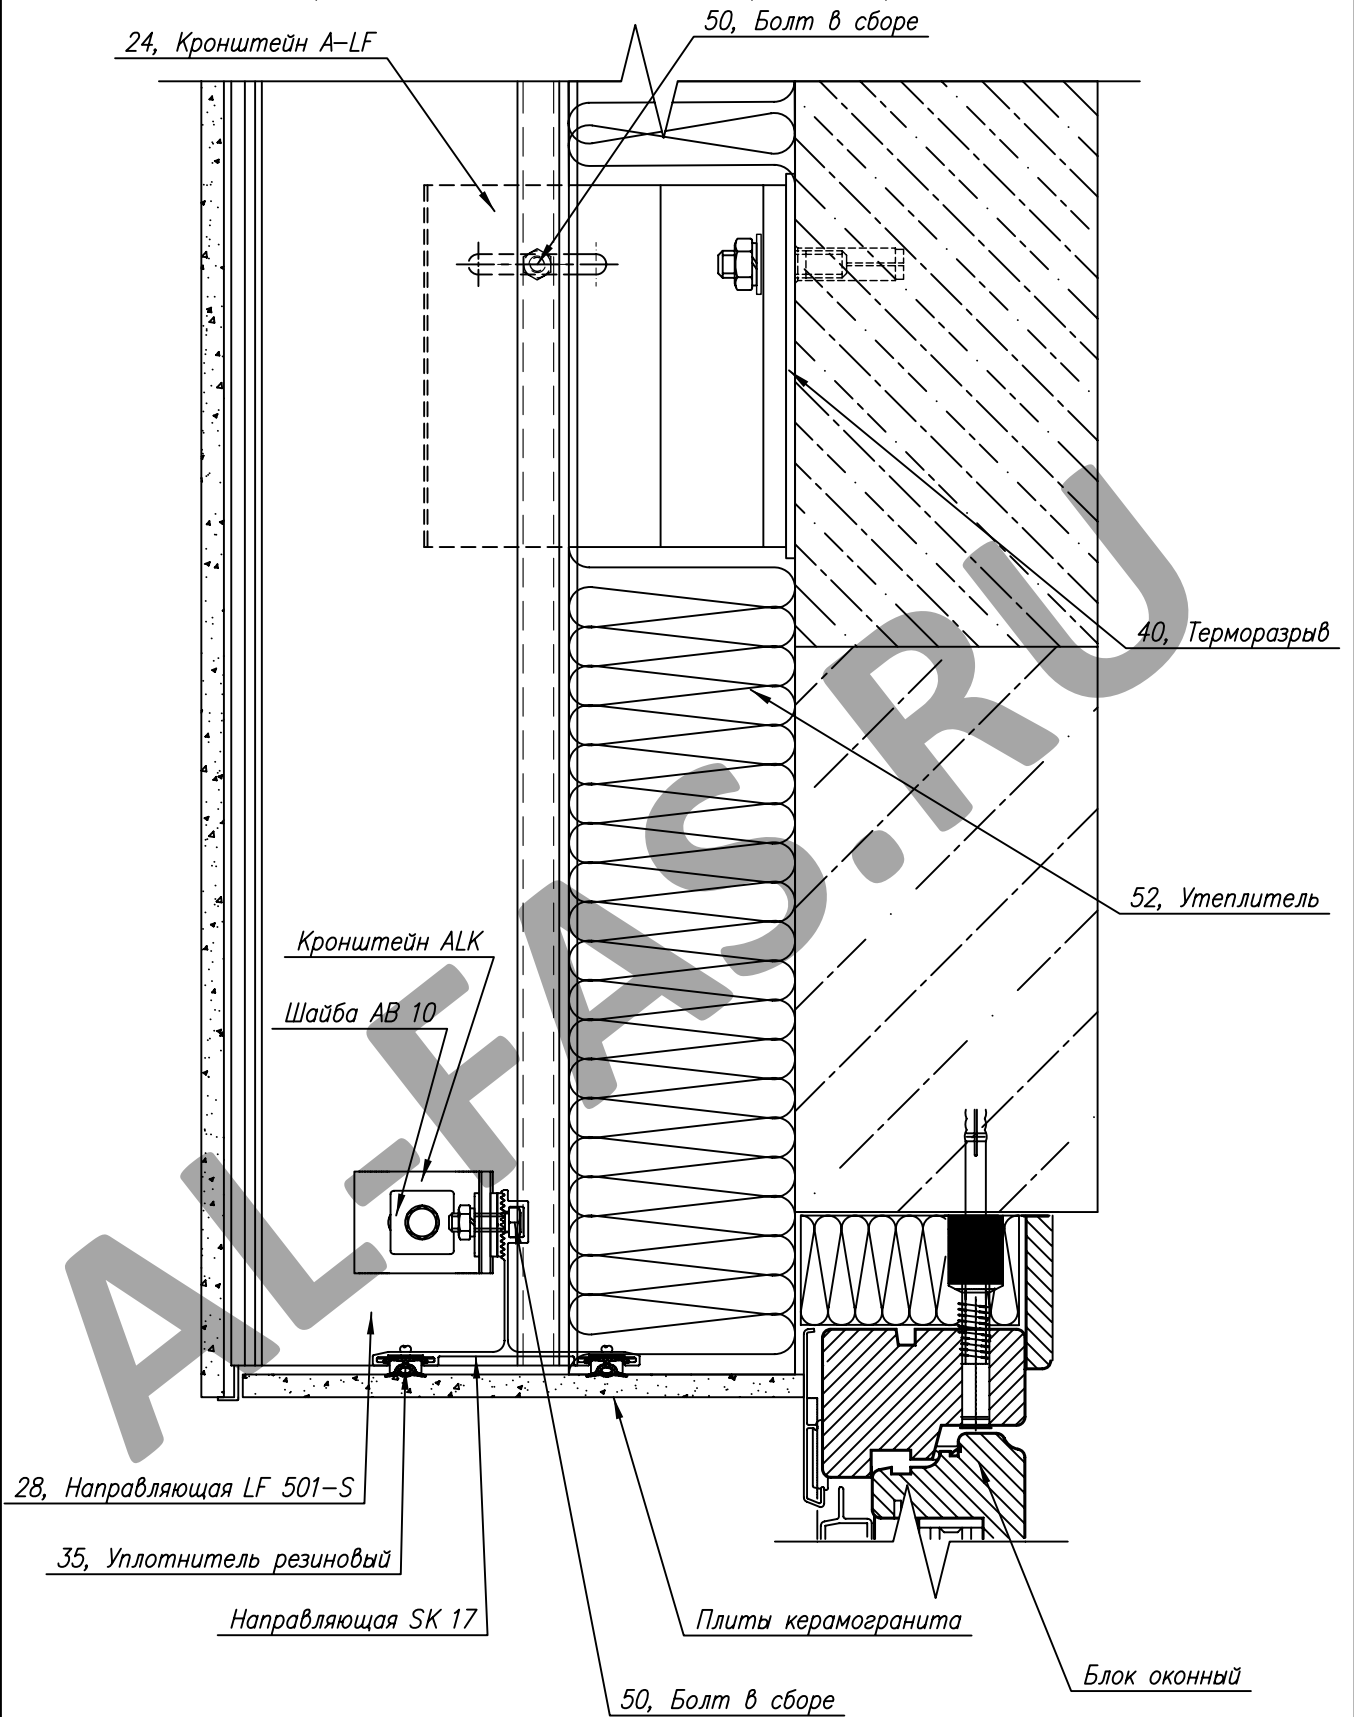 50, Болт в сборе
24, Кронштейн A-LF
40, Терморазрыв
52, Утеплитель
Кронштейн ALK
Шайба АВ 10
28, Направляющая LF 501-S
35, Уплотнитель резиновый
Направляющая SK 17
Плиты керамогранита
Блок оконный
50, Болт в сборе
AL-FAS.RU